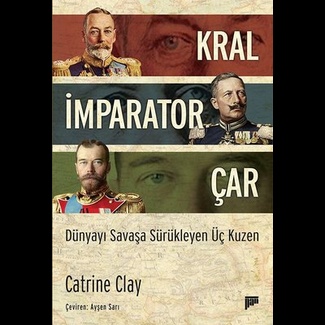 KRAL
İMPARATOR
ÇAR
Dünyayı Savaşa Sürükleyen Üç Kuzen
Catrine Clay
Çeviren: Ayşen Sarı